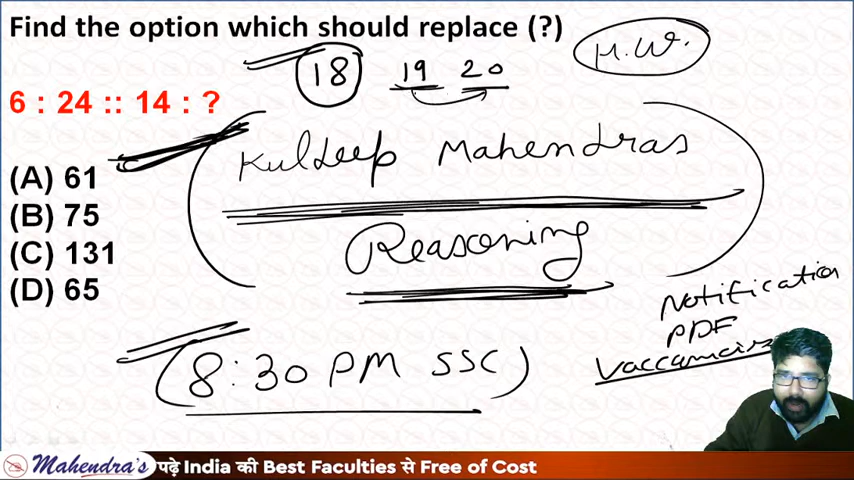 Find the option which should replace (?)
H.W.
18 19 20
6 : 24 :: 14 : ?
Kuldeep Mahendras
(A) 61
(B) 75
Reasoning
(C) 131
(D) 65
Notification
PDF
(8:30 PM SSC)
Mahendra's पढ़े India की Best Faculties से Free of Cost